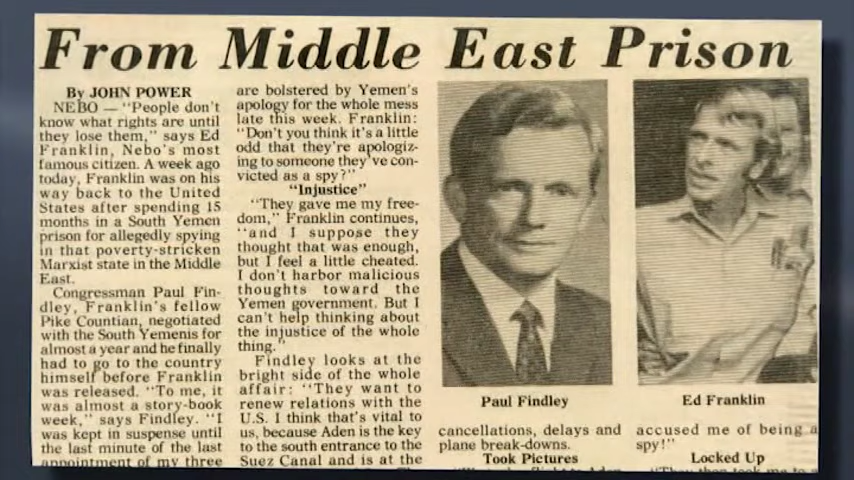 From Middle East Prison
By JOHN POWER
NEBO — "People don't
know what rights are until
they lose them," says Ed
Franklin, Nebo's most
famous citizen. A week ago
today, Franklin was on his
way back to the United
States after spending 15
months in a South Yemen
prison for allegedly spying
in that poverty-stricken
Marxist state in the Middle
East.
Congressman Paul Fin-
dley, Franklin's fellow
Pike Countian, negotiated
with the South Yemenis for
almost a year and he finally
had to go to the country
himself before Franklin
was released. "To me, it
was almost a story-book
week," says Findley. "I
was kept in suspense until
the last minute of the last
appointment of my three
are bolstered by Yemen's
apology for the whole mess
late this week. Franklin:
"Don't you think it's a little
odd that they're apologiz-
ing to someone they've con-
victed as a spy?"
"Injustice"
"They gave me my free-
dom," Franklin continues,
"and I suppose they
thought that was enough,
but I feel a little cheated.
I don't harbor malicious
thoughts toward the
Yemen government. But I
can't help thinking about
the injustice of the whole
thing."
Findley looks at the
bright side of the whole
affair: "They want to
renew relations with the
U.S. I think that's vital to
us, because Aden is the key
to the south entrance to the
Suez Canal and is at the
Paul Findley
cancellations, delays and
plane break-downs.
Took Pictures
Ed Franklin
accused me of being a
spy!"
Locked Up
"They then took me to a